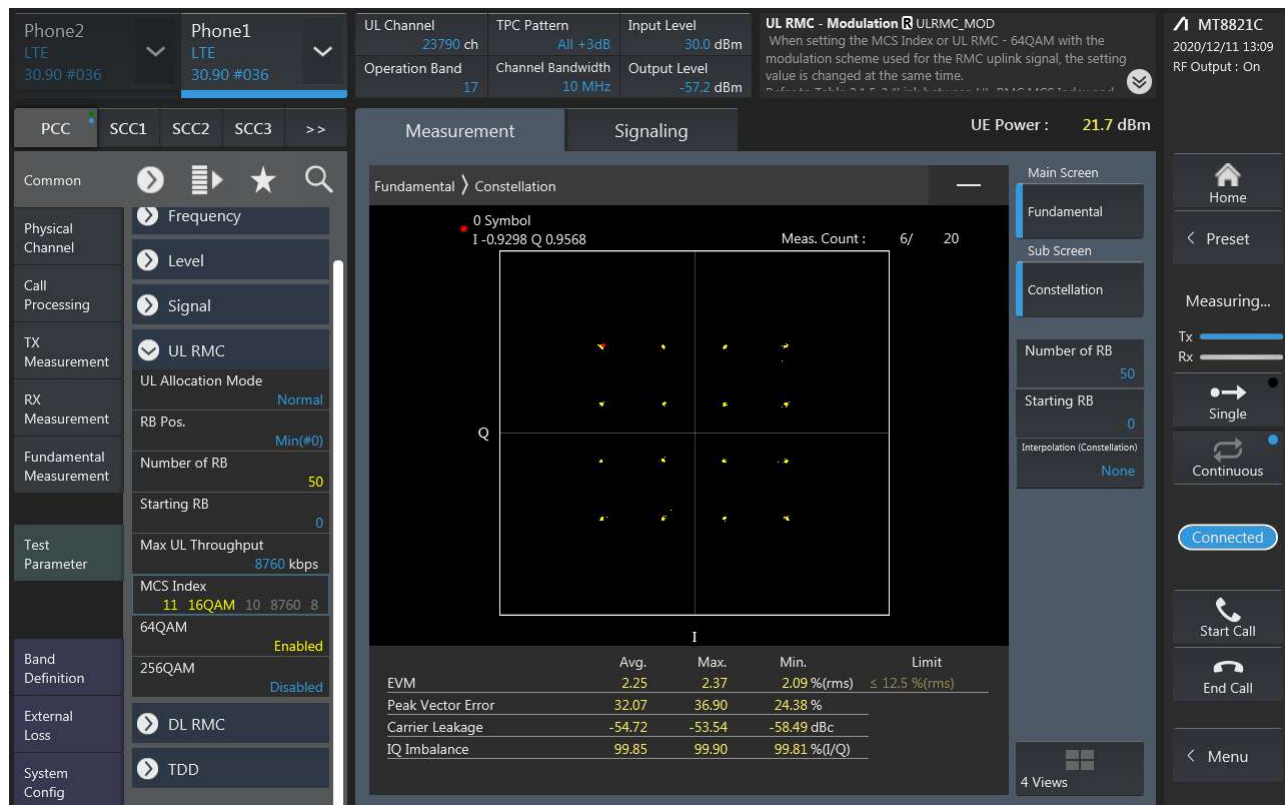 Phone2
LTE
30.90 #036
Phone1
LTE
30.90 #036
UL Channel
23790 ch
TPC Pattern
All +3dB
Input Level
30.0 dBm
Operation Band
17
Channel Bandwidth
10 MHz
Output Level
-57.2 dBm
UL RMC - Modulation R ULRMC_MOD
When setting the MCS Index or UL RMC - 64QAM with the
modulation scheme used for the RMC uplink signal, the setting
value is changed at the same time.
MT8821C
2020/12/11 13:09
RF Output : On
PCC SCC1 SCC2 SCC3 >>
Measurement
Signaling
UE Power : 21.7 dBm
Common
Physical
Channel
Call
Processing
TX
Measurement
RX
Measurement
Fundamental
Measurement
Test
Parameter
Band
Definition
External
Loss
System
Config
Frequency
Level
Signal
UL RMC
UL Allocation Mode
Normal
RB Pos.
Min(#0)
Number of RB
50
Starting RB
0
Max UL Throughput
8760 kbps
MCS Index
11 16QAM 10 8760 8
64QAM
Enabled
256QAM
Disabled
DL RMC
TDD
Fundamental > Constellation
0 Symbol
I -0.9298 Q 0.9568
Meas. Count : 6/ 20
Q
I
Avg. Max. Min. Limit
EVM 2.25 2.37 2.09 %(rms) ≤ 12.5 %(rms)
Peak Vector Error 32.07 36.90 24.38 %
Carrier Leakage -54.72 -53.54 -58.49 dBc
IQ Imbalance 99.85 99.90 99.81 %(I/Q)
Main Screen
Fundamental
Sub Screen
Constellation
Number of RB
50
Starting RB
0
Interpolation (Constellation)
None
4 Views
Home
< Preset
Measuring...
Tx
Rx
Single
Continuous
Connected
Start Call
End Call
< Menu